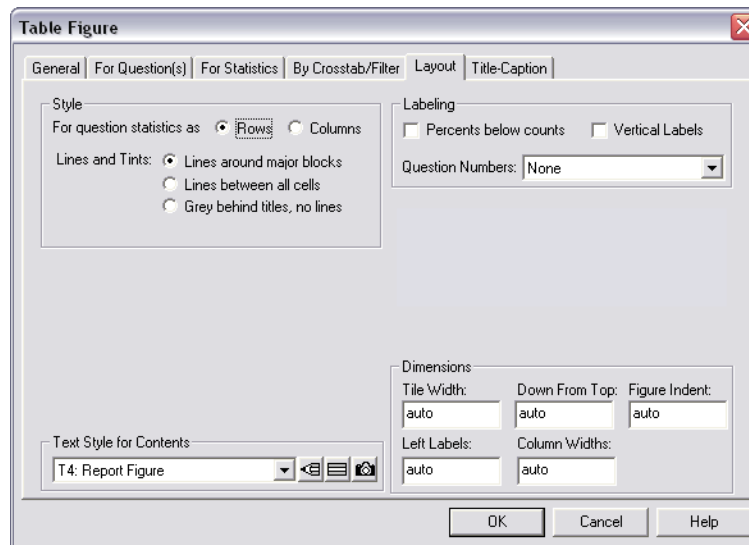 Table Figure
General For Question(s) For Statistics By Crosstab/Filter Layout Title-Caption
Style
For question statistics as Rows Columns
Lines and Tints: Lines around major blocks
Lines between all cells
Grey behind titles, no lines
Labeling
Percents below counts Vertical Labels
Question Numbers: None
Dimensions
Tile Width: Down From Top: Figure Indent:
auto auto auto
Left Labels: Column Widths:
auto auto
Text Style for Contents
T4: Report Figure
OK Cancel Help